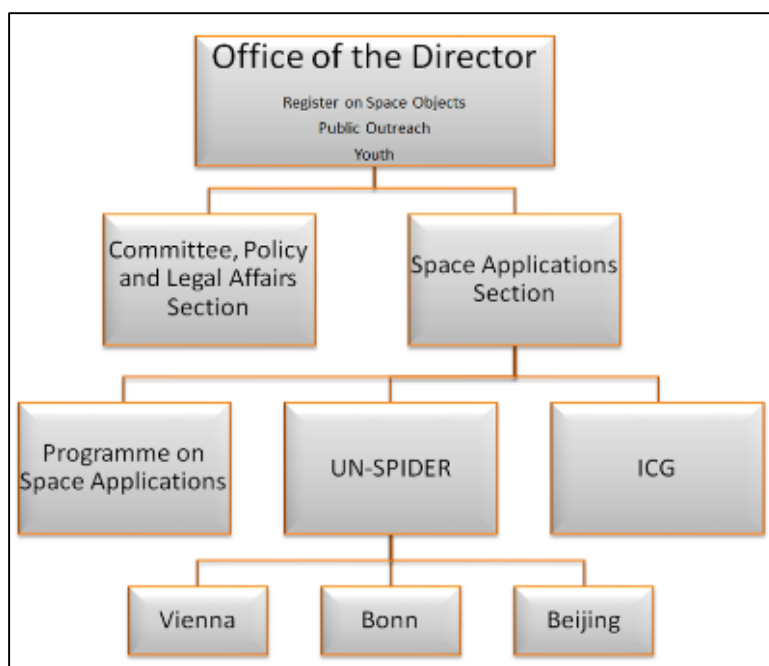 Office of the Director
Register on Space Objects
Public Outreach
Youth
Committee, Policy
and Legal Affairs
Section
Space Applications
Section
Programme on
Space Applications
UN-SPIDER
ICG
Vienna
Bonn
Beijing